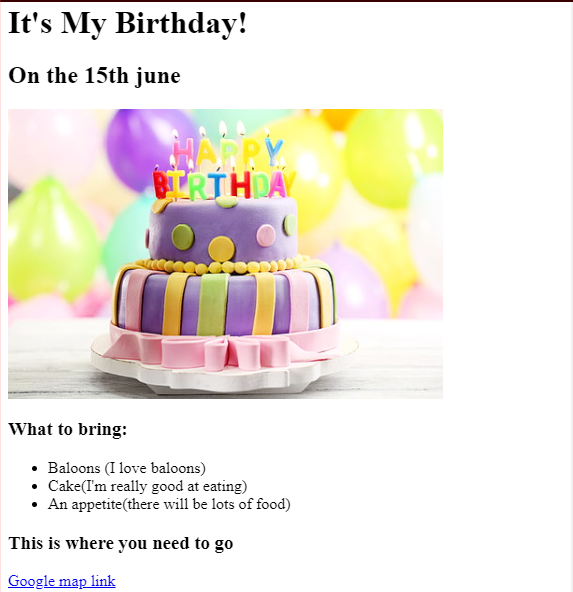 It's My Birthday!
On the 15th june
HAPPY
BIRTHDAY
What to bring:
Baloons (I love baloons)
Cake(I'm really good at eating)
An appetite(there will be lots of food)
This is where you need to go
Google map link